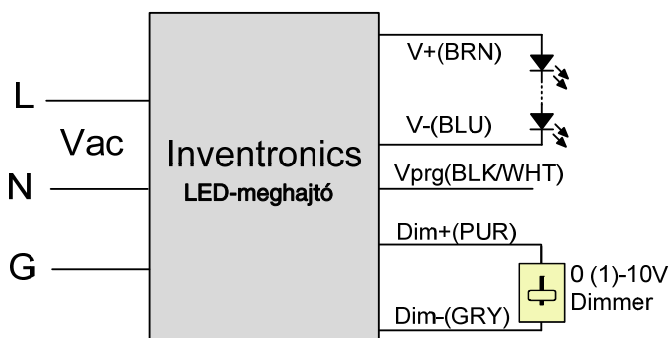 L
Vac
N
G
Inventronics
LED-meghajtó
V+(BRN)
V-(BLU)
Vprg(BLK/WHT)
Dim+(PUR)
Dim-(GRY)
0 (1)-10V
Dimmer